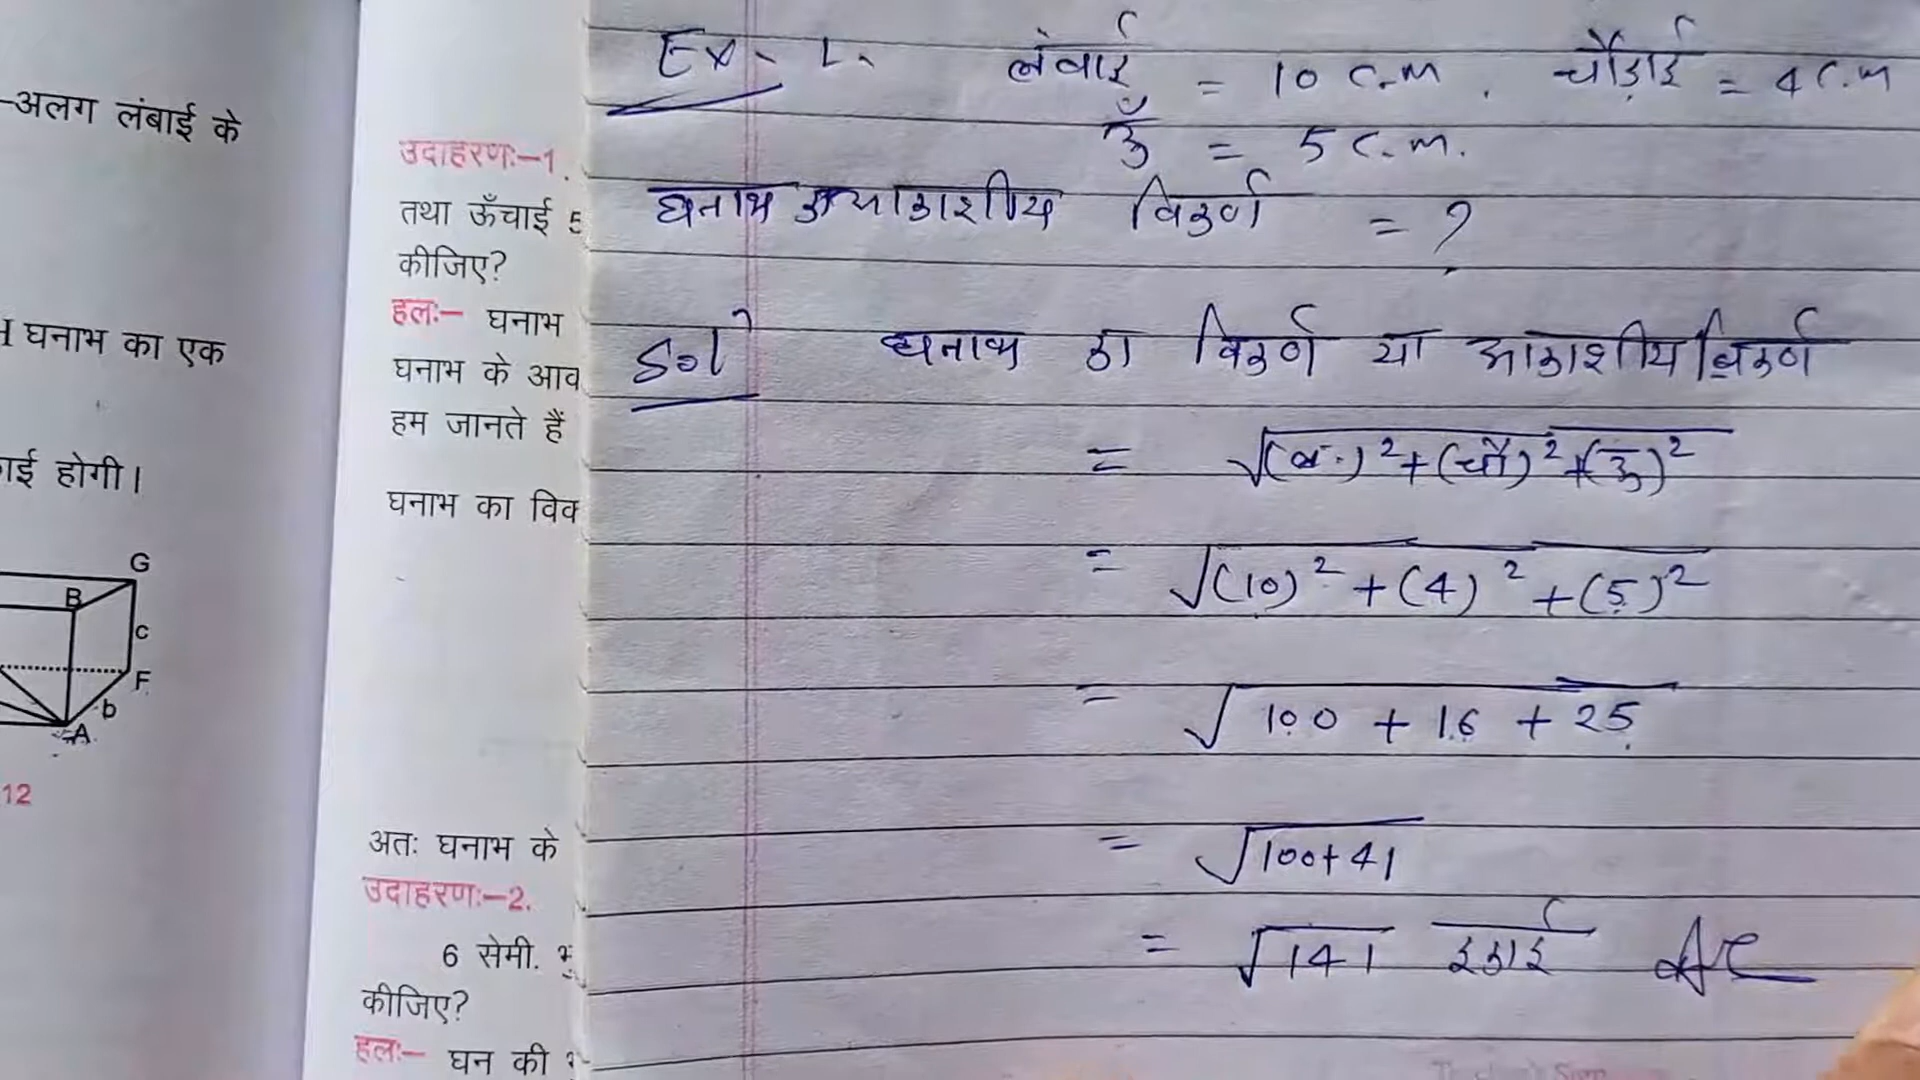 -अलग लंबाई के
घनाभ का एक
ाई होगी।
G
B
c
F
b
A
12
उदाहरणः–1.
तथा ऊँचाई 5
कीजिए?
हलः– घनाभ
घनाभ के आव
हम जानते हैं
घनाभ का विक
अतः घनाभ के
उदाहरणः–2.
6 सेमी.
कीजिए?
हलः– घन की
Ex- 1. लंबाई = 10 c.m. चौड़ाई = 4 c.m
ऊँ = 5 c.m.
घनाभ का आकाशीय विकर्ण = ?
Sol घनाभ का विकर्ण या आकाशीय विकर्ण
= √(ल.)²+(चौ)²+(ऊ)²
= √(10)²+(4)²+(5)²
= √100 + 16 + 25
= √100+41
= √141 इकाई